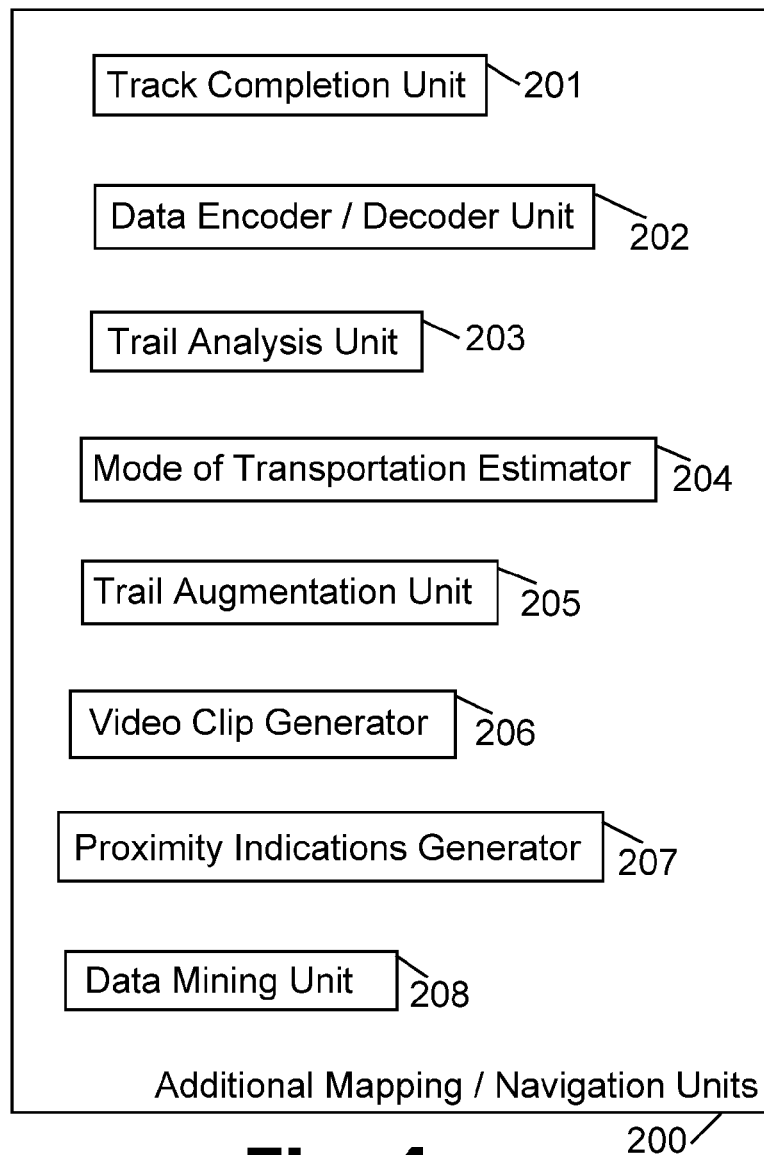 Track Completion Unit 201
Data Encoder / Decoder Unit 202
Trail Analysis Unit 203
Mode of Transportation Estimator 204
Trail Augmentation Unit 205
Video Clip Generator 206
Proximity Indications Generator 207
Data Mining Unit 208
Additional Mapping / Navigation Units
200